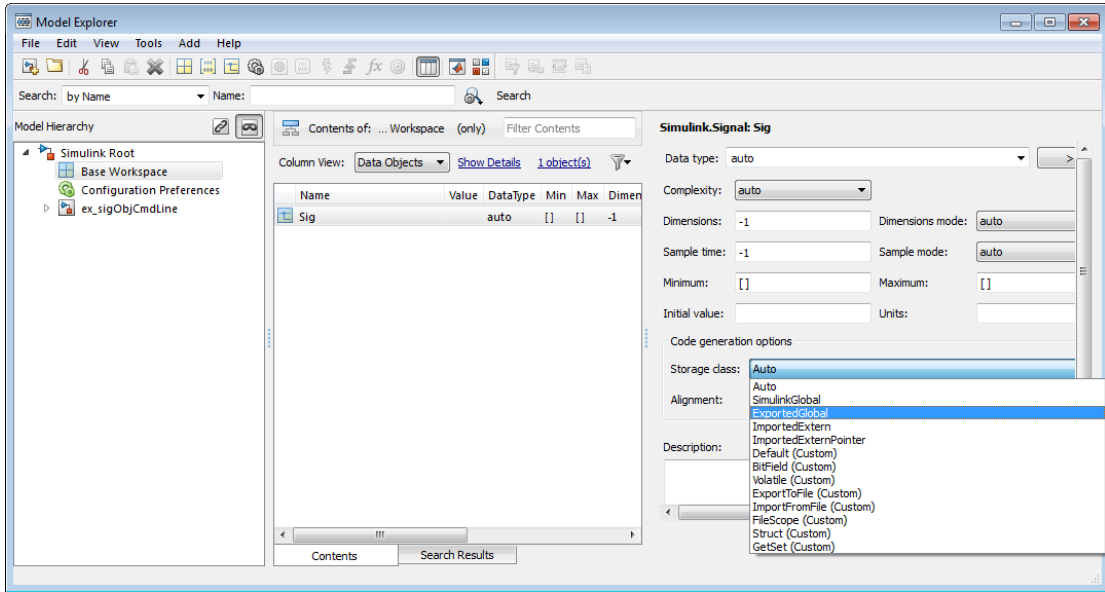 Model Explorer
File Edit View Tools Add Help
Search: by Name Name: Search
Model Hierarchy
Simulink Root
Base Workspace
Configuration Preferences
ex_sigObjCmdLine
Contents of: ... Workspace (only) Filter Contents
Column View: Data Objects Show Details 1 object(s)
Name Value DataType Min Max Dimen
Sig auto [] [] -1
Contents Search Results
Simulink.Signal: Sig
Data type: auto >
Complexity: auto
Dimensions: -1 Dimensions mode: auto
Sample time: -1 Sample mode: auto
Minimum: [] Maximum: []
Initial value: Units:
Code generation options
Storage class: Auto
Alignment:
Description:
Auto
SimulinkGlobal
ExportedGlobal
ImportedExtern
ImportedExternPointer
Default (Custom)
BitField (Custom)
Volatile (Custom)
ExportToFile (Custom)
ImportFromFile (Custom)
FileScope (Custom)
Struct (Custom)
GetSet (Custom)